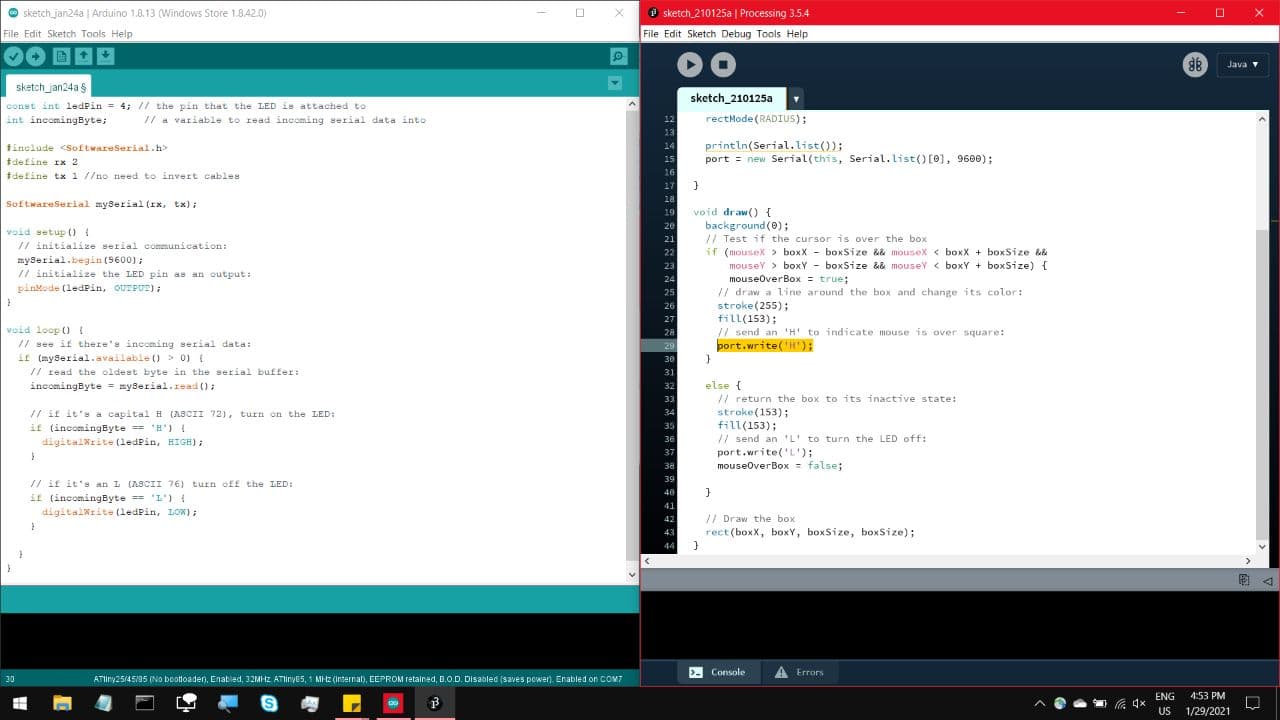 sketch_jan24a | Arduino 1.8.13 (Windows Store 1.8.42.0)
File Edit Sketch Tools Help
sketch_jan24a §
const int ledPin = 4; // the pin that the LED is attached to
int incomingByte;      // a variable to read incoming serial data into
#include <SoftwareSerial.h>
#define rx 2
#define tx 1 //no need to invert cables
SoftwareSerial mySerial(rx, tx);
void setup() {
// initialize serial communication:
mySerial.begin(9600);
// initialize the LED pin as an output:
pinMode(ledPin, OUTPUT);
}
void loop() {
// see if there's incoming serial data:
if (mySerial.available() > 0) {
// read the oldest byte in the serial buffer:
incomingByte = mySerial.read();
// if it's a capital H (ASCII 72), turn on the LED:
if (incomingByte == 'H') {
digitalWrite(ledPin, HIGH);
}
// if it's an L (ASCII 76) turn off the LED:
if (incomingByte == 'L') {
digitalWrite(ledPin, LOW);
}
}
}
30 ATtiny25/45/85 (No bootloader), Enabled, 32MHz, ATtiny85, 1 MHz (internal), EEPROM retained, B.O.D. Disabled (saves power), Enabled on COM7
sketch_210125a | Processing 3.5.4
File Edit Sketch Debug Tools Help
Java ▼
sketch_210125a ▼
12 rectMode(RADIUS);
13
14 println(Serial.list());
15 port = new Serial(this, Serial.list()[0], 9600);
16
17 }
18
19 void draw() {
20 background(0);
21 // Test if the cursor is over the box
22 if (mouseX > boxX - boxSize && mouseX < boxX + boxSize &&
23 mouseY > boxY - boxSize && mouseY < boxY + boxSize) {
24 mouseOverBox = true;
25 // draw a line around the box and change its color:
26 stroke(255);
27 fill(153);
28 // send an 'H' to indicate mouse is over square:
29 port.write('H');
30 }
31
32 else {
33 // return the box to its inactive state:
34 stroke(153);
35 fill(153);
36 // send an 'L' to turn the LED off:
37 port.write('L');
38 mouseOverBox = false;
39
40 }
41
42 // Draw the box
43 rect(boxX, boxY, boxSize, boxSize);
44 }
Console Errors
ENG
US
4:53 PM
1/29/2021